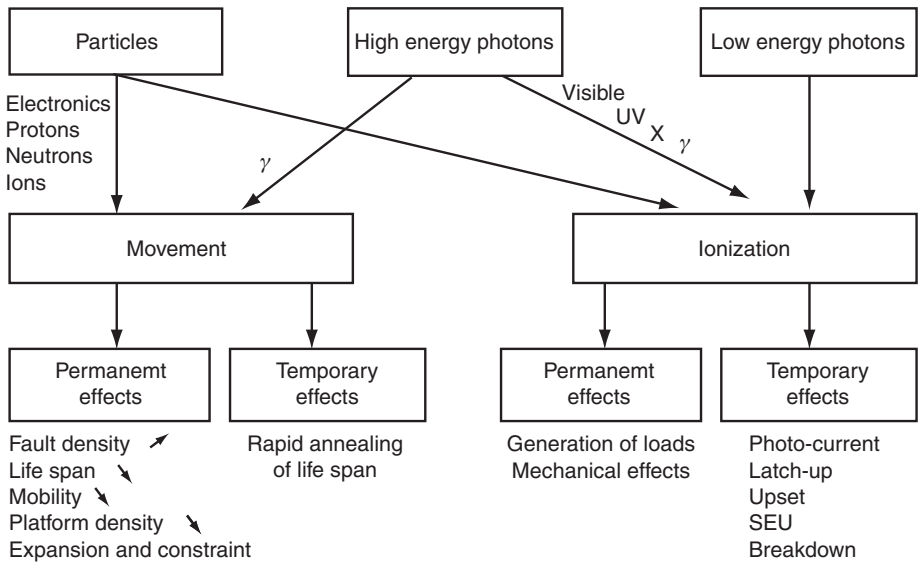 Particles
High energy photons
Low energy photons
Electronics
Protons
Neutrons
Ions
γ
Visible
UV
X
γ
Movement
Ionization
Permanemt
effects
Temporary
effects
Permanemt
effects
Temporary
effects
Fault density
Life span
Mobility
Platform density
Expansion and constraint
Rapid annealing
of life span
Generation of loads
Mechanical effects
Photo-current
Latch-up
Upset
SEU
Breakdown